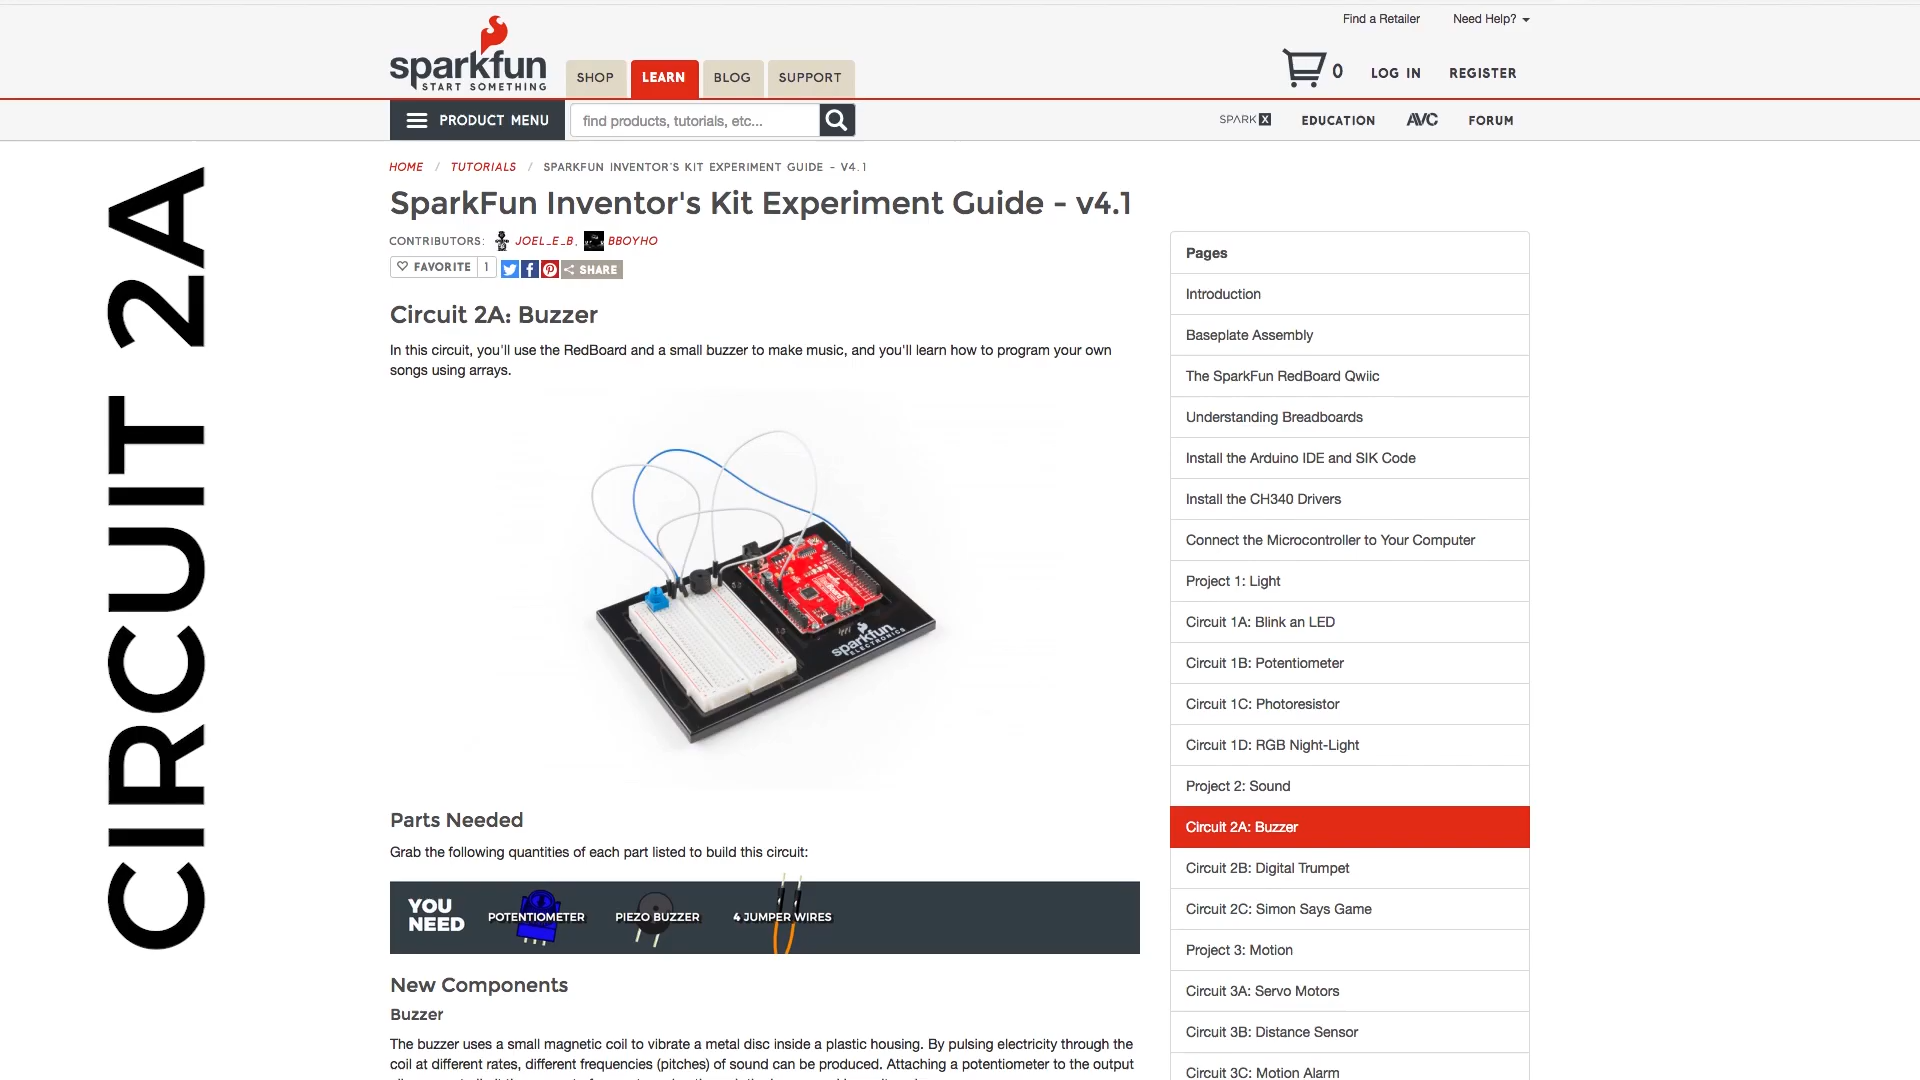 Find a Retailer
Need Help?
sparkfun
START SOMETHING
SHOP
LEARN
BLOG
SUPPORT
0
LOG IN
REGISTER
PRODUCT MENU
find products, tutorials, etc...
SPARK X
EDUCATION
AVC
FORUM
CIRCUIT 2A
HOME / TUTORIALS / SPARKFUN INVENTOR'S KIT EXPERIMENT GUIDE - V4.1
SparkFun Inventor's Kit Experiment Guide - v4.1
CONTRIBUTORS: JOEL_E_B, BBOYHO
FAVORITE 1
SHARE
Circuit 2A: Buzzer
In this circuit, you'll use the RedBoard and a small buzzer to make music, and you'll learn how to program your own
songs using arrays.
sparkfun
ELECTRONICS
Parts Needed
Grab the following quantities of each part listed to build this circuit:
YOU
NEED
POTENTIOMETER
PIEZO BUZZER
4 JUMPER WIRES
New Components
Buzzer
The buzzer uses a small magnetic coil to vibrate a metal disc inside a plastic housing. By pulsing electricity through the
coil at different rates, different frequencies (pitches) of sound can be produced. Attaching a potentiometer to the output
Pages
Introduction
Baseplate Assembly
The SparkFun RedBoard Qwiic
Understanding Breadboards
Install the Arduino IDE and SIK Code
Install the CH340 Drivers
Connect the Microcontroller to Your Computer
Project 1: Light
Circuit 1A: Blink an LED
Circuit 1B: Potentiometer
Circuit 1C: Photoresistor
Circuit 1D: RGB Night-Light
Project 2: Sound
Circuit 2A: Buzzer
Circuit 2B: Digital Trumpet
Circuit 2C: Simon Says Game
Project 3: Motion
Circuit 3A: Servo Motors
Circuit 3B: Distance Sensor
Circuit 3C: Motion Alarm